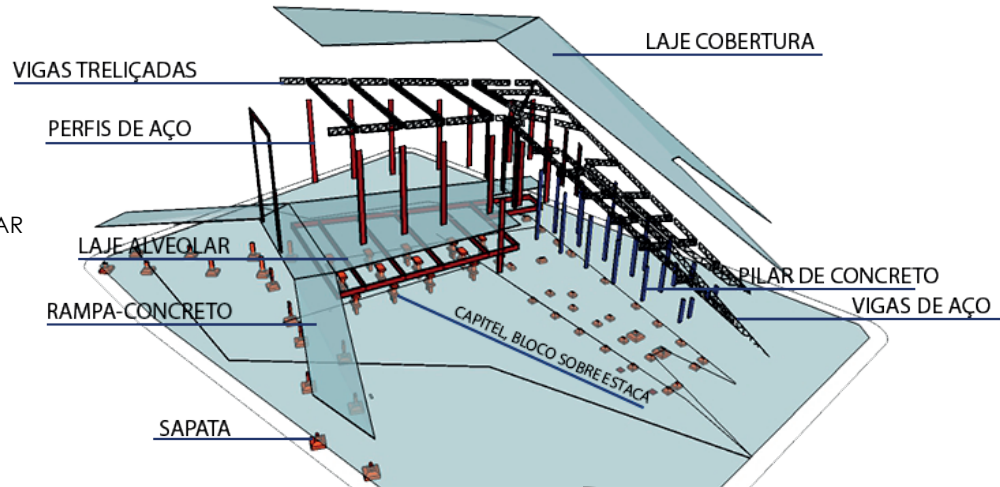 LAJE COBERTURA
VIGAS TRELIÇADAS
PERFIS DE AÇO
AR
LAJE ALVEOLAR
PILAR DE CONCRETO
VIGAS DE AÇO
RAMPA-CONCRETO
CAPITEL, BLOCO SOBRE ESTACA
SAPATA